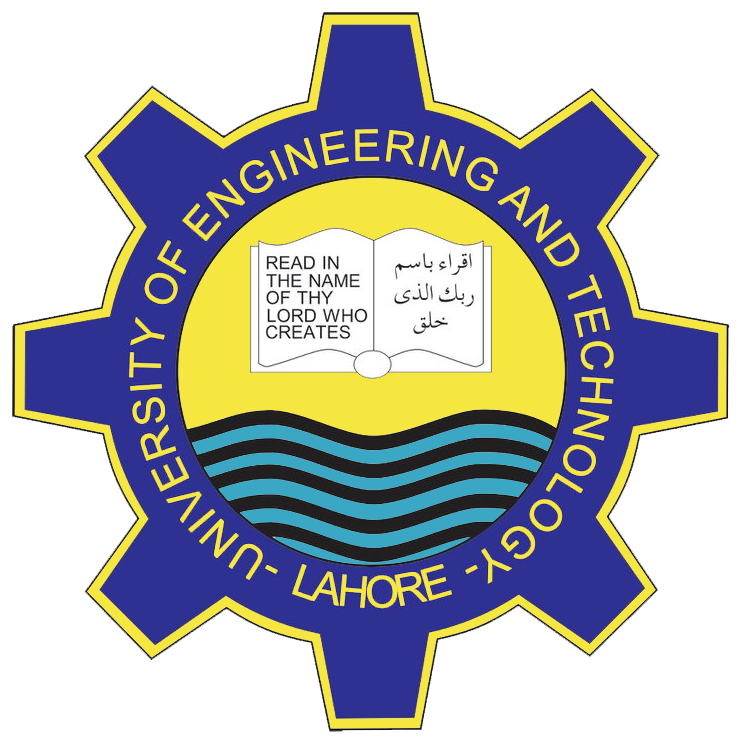 -UNIVERSITY OF ENGINEERING AND TECHNOLOGY-
READ IN
THE NAME
OF THY
LORD WHO
CREATES
اقراء باسم
ربك الذى
خلق
LAHORE